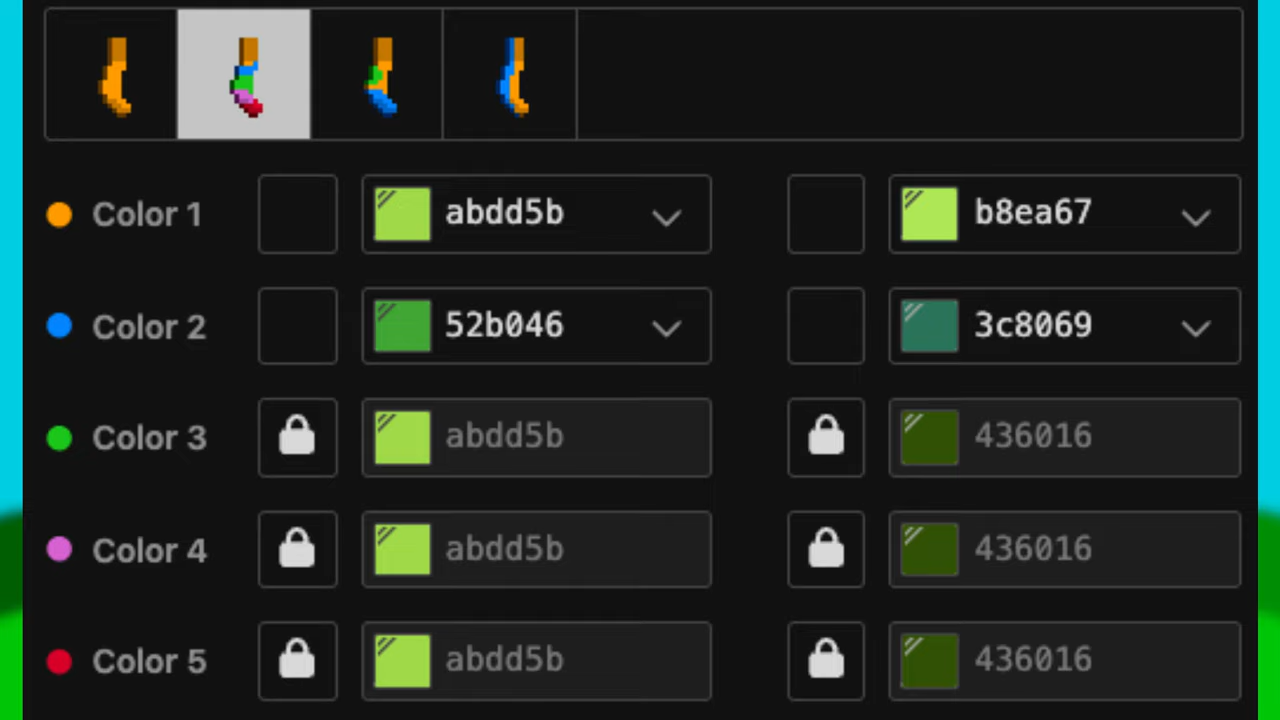 Color 1 abdd5b b8ea67
Color 2 52b046 3c8069
Color 3 abdd5b 436016
Color 4 abdd5b 436016
Color 5 abdd5b 436016